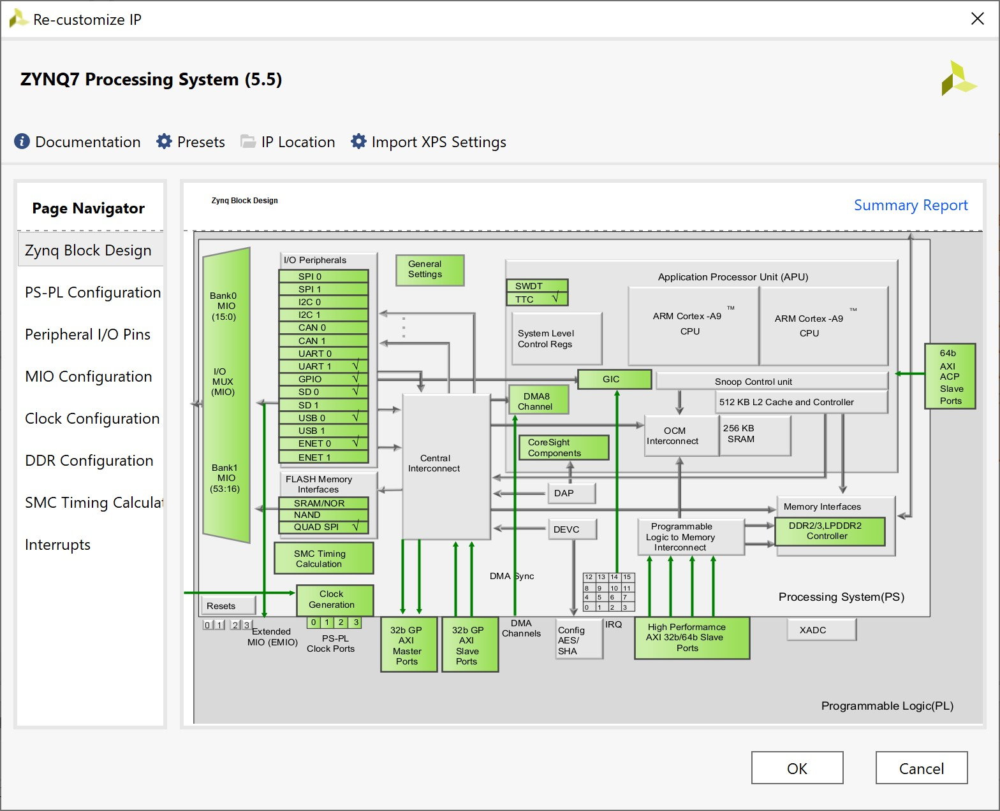 Re-customize IP
ZYNQ7 Processing System (5.5)
Documentation
Presets
IP Location
Import XPS Settings
Page Navigator
Zynq Block Design
PS-PL Configuration
Peripheral I/O Pins
MIO Configuration
Clock Configuration
DDR Configuration
SMC Timing Calculat
Interrupts
Zynq Block Design
Summary Report
Bank0
MIO
(15:0)
I/O
MUX
(MIO)
Bank1
MIO
(53:16)
I/O Peripherals
SPI 0
SPI 1
I2C 0
I2C 1
CAN 0
CAN 1
UART 0
UART 1 √
GPIO √
SD 0 √
SD 1
USB 0 √
USB 1
ENET 0 √
ENET 1
FLASH Memory
Interfaces
SRAM/NOR
NAND
QUAD SPI √
SMC Timing
Calculation
Clock
Generation
0 1 2 3
PS-PL
Clock Ports
Resets
0 1 2 3
Extended
MIO (EMIO)
General
Settings
Central
Interconnect
32b GP
AXI
Master
Ports
32b GP
AXI
Slave
Ports
Application Processor Unit (APU)
SWDT
TTC √
System Level
Control Regs
ARM Cortex -A9 ™
CPU
ARM Cortex -A9 ™
CPU
GIC
Snoop Control unit
DMA8
Channel
512 KB L2 Cache and Controller
OCM
Interconnect
256 KB
SRAM
CoreSight
Components
DAP
DEVC
Programmable
Logic to Memory
Interconnect
Memory Interfaces
DDR2/3,LPDDR2
Controller
64b
AXI
ACP
Slave
Ports
DMA Sync
12 13 14 15
8 9 10 11
4 5 6 7
0 1 2 3
Processing System(PS)
DMA
Channels
Config
AES/
SHA
IRQ
High Performamce
AXI 32b/64b Slave
Ports
XADC
Programmable Logic(PL)
OK
Cancel